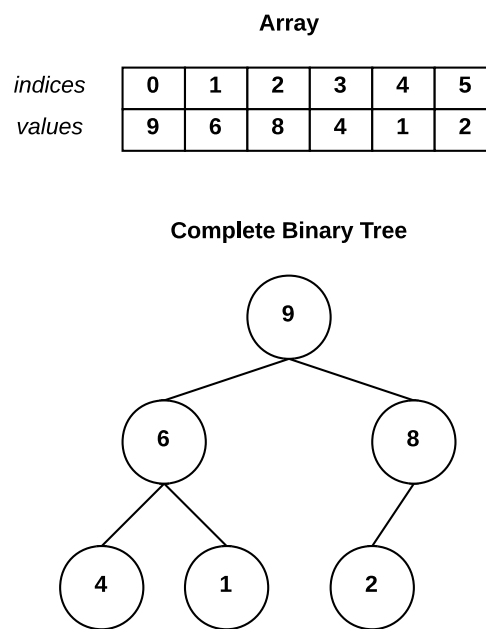 Array
indices 0 1 2 3 4 5
values 9 6 8 4 1 2
Complete Binary Tree
9
6 8
4 1 2